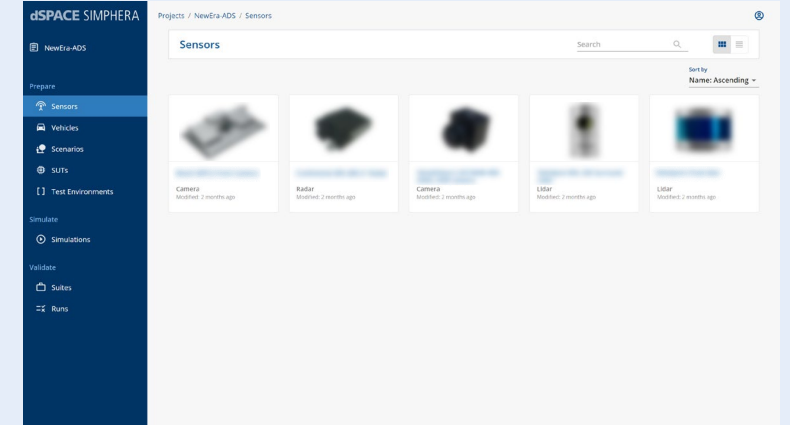 dSPACE SIMPHERA
Projects / NewEra-ADS / Sensors
NewEra-ADS
Sensors
Search
Sort by
Name: Ascending
Prepare
Sensors
Vehicles
Scenarios
SUTs
Test Environments
Simulate
Simulations
Validate
Suites
Runs
Camera
Modified: 2 months ago
Radar
Modified: 2 months ago
Camera
Modified: 2 months ago
Lidar
Modified: 2 months ago
Lidar
Modified: 2 months ago